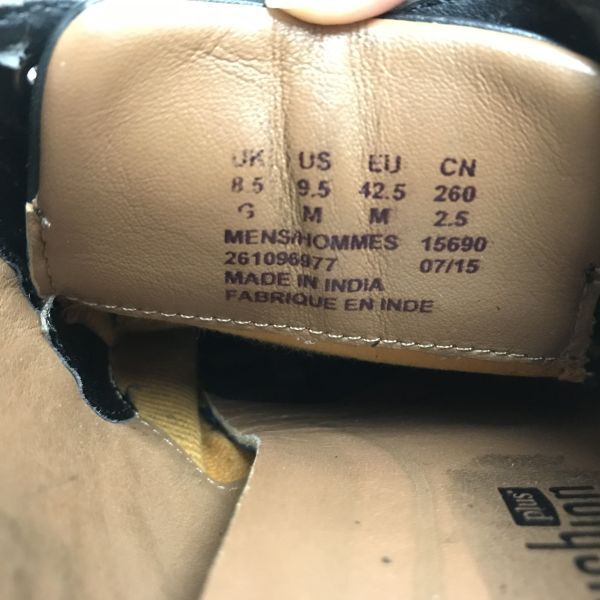 UK US EU CN
8.5 9.5 42.5 260
G M M 2.5
MENS/HOMMES 15690
261096977 07/15
MADE IN INDIA
FABRIQUE EN INDE
plus